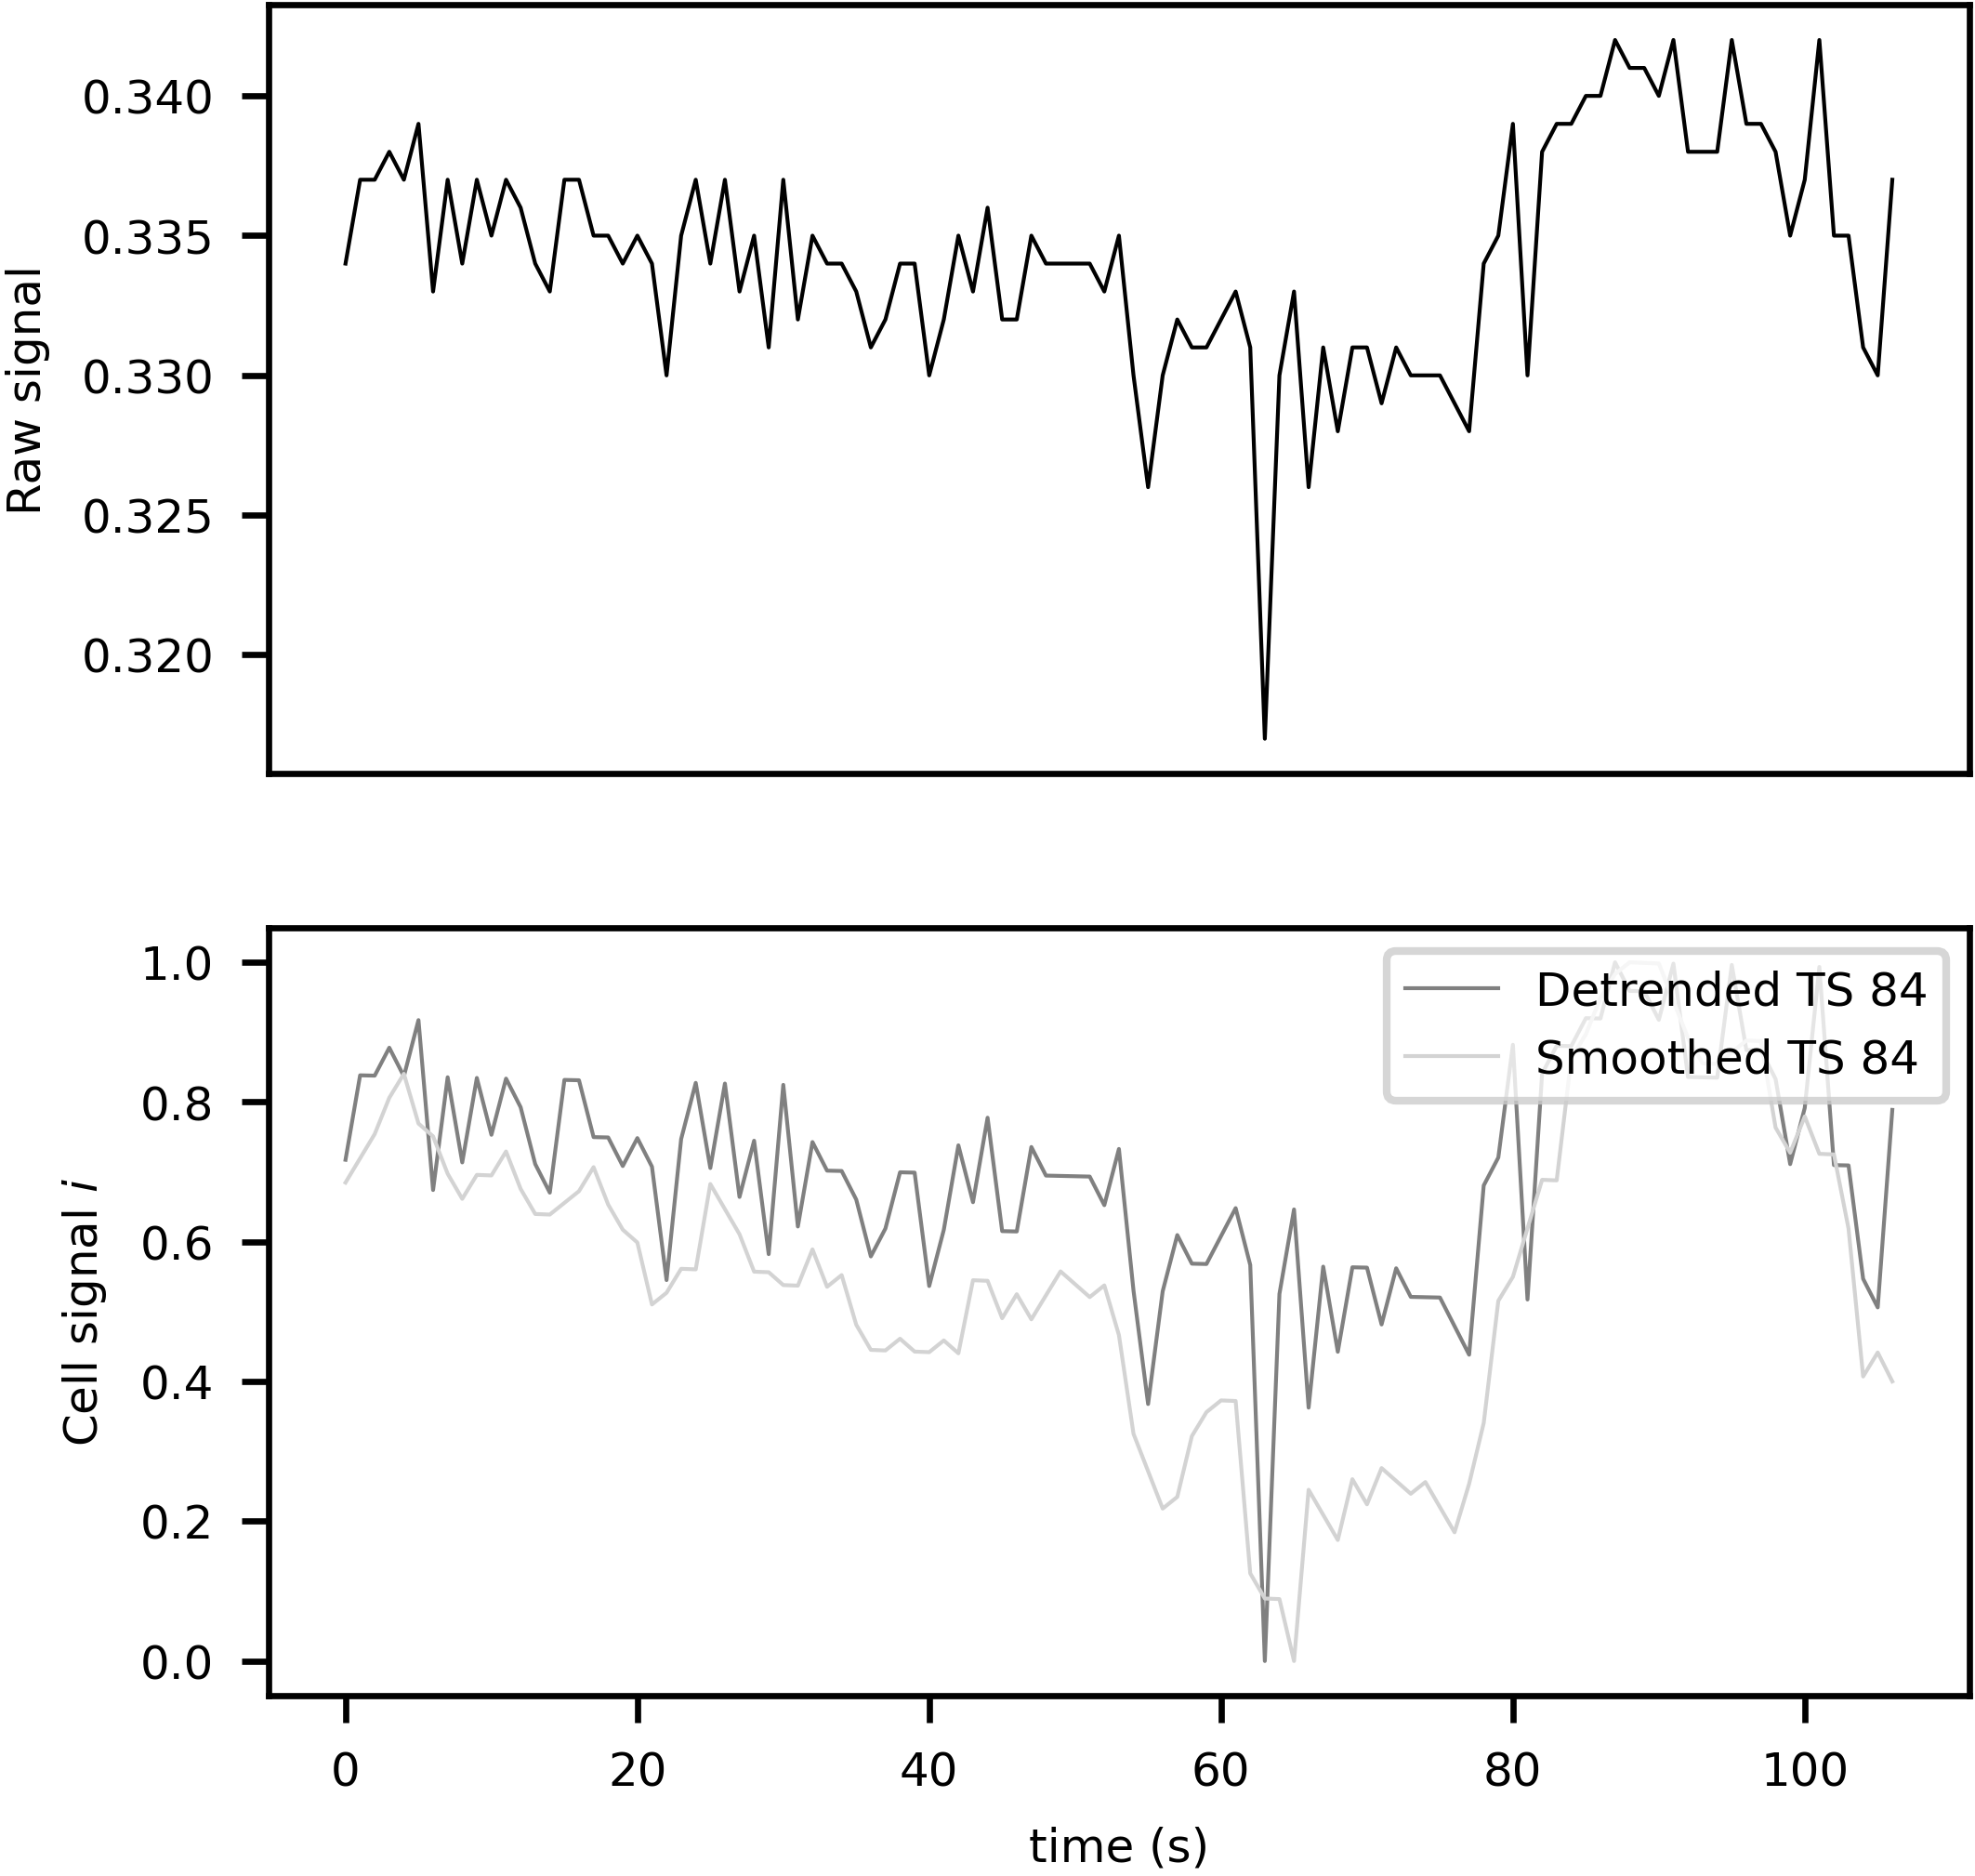 Raw signal
0.340
0.335
0.330
0.325
0.320
Cell signal i
1.0
0.8
0.6
0.4
0.2
0.0
Detrended TS 84
Smoothed TS 84
0 20 40 60 80 100
time (s)